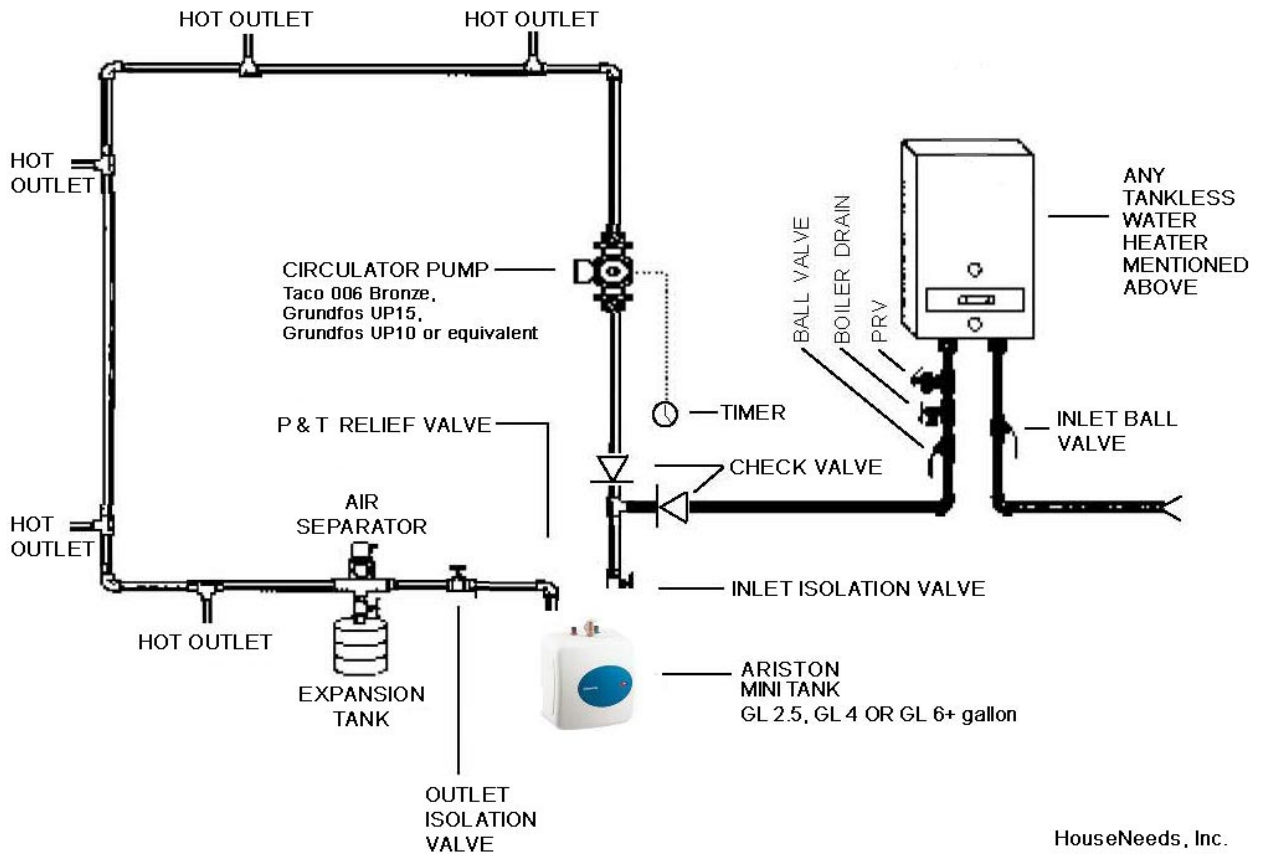 HOT OUTLET
HOT OUTLET
HOT
OUTLET
ANY
TANKLESS
WATER
HEATER
MENTIONED
ABOVE
BALL VALVE
BOILER DRAIN
PRV
CIRCULATOR PUMP
Taco 006 Bronze,
Grundfos UP15,
Grundfos UP10 or equivalent
TIMER
P & T RELIEF VALVE
INLET BALL
VALVE
CHECK VALVE
AIR
SEPARATOR
HOT
OUTLET
INLET ISOLATION VALVE
HOT OUTLET
EXPANSION
TANK
ARISTON
MINI TANK
GL 2.5, GL 4 OR GL 6+ gallon
OUTLET
ISOLATION
VALVE
HouseNeeds, Inc.